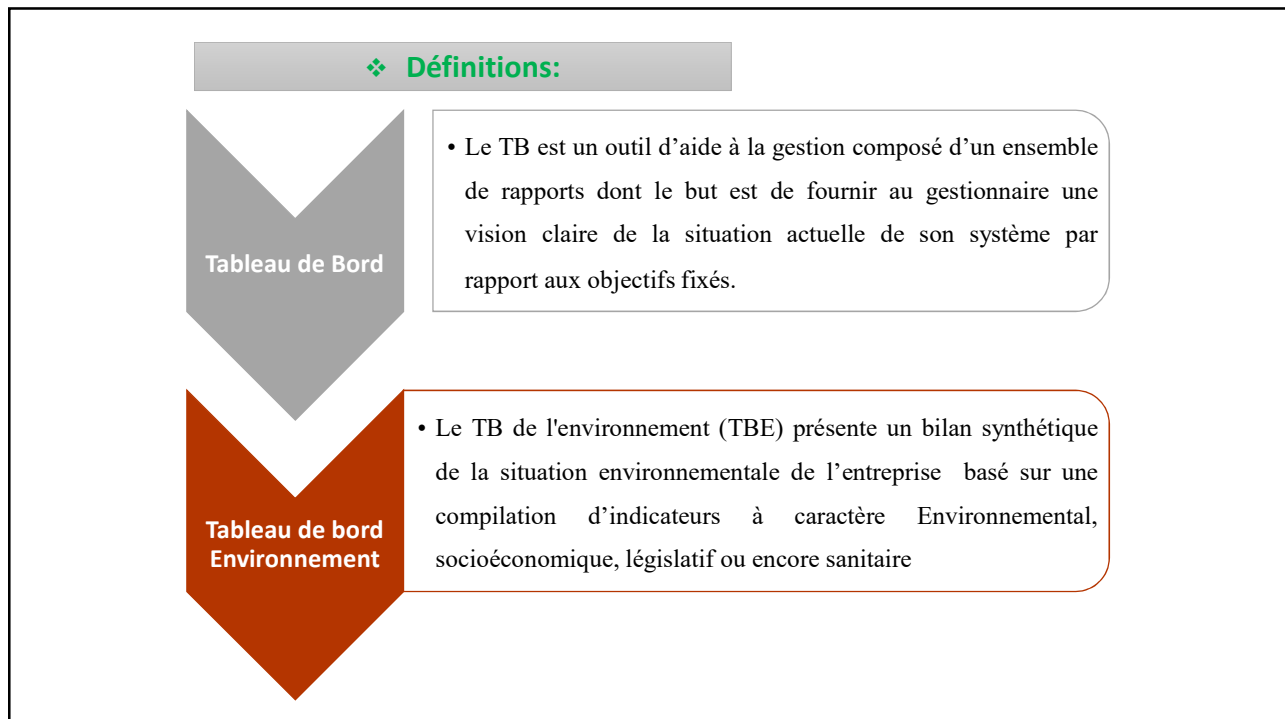 ❖ Définitions:
Tableau de Bord
• Le TB est un outil d’aide à la gestion composé d’un ensemble
de rapports dont le but est de fournir au gestionnaire une
vision claire de la situation actuelle de son système par
rapport aux objectifs fixés.
Tableau de bord
Environnement
• Le TB de l'environnement (TBE) présente un bilan synthétique
de la situation environnementale de l’entreprise basé sur une
compilation d’indicateurs à caractère Environnemental,
socioéconomique, législatif ou encore sanitaire